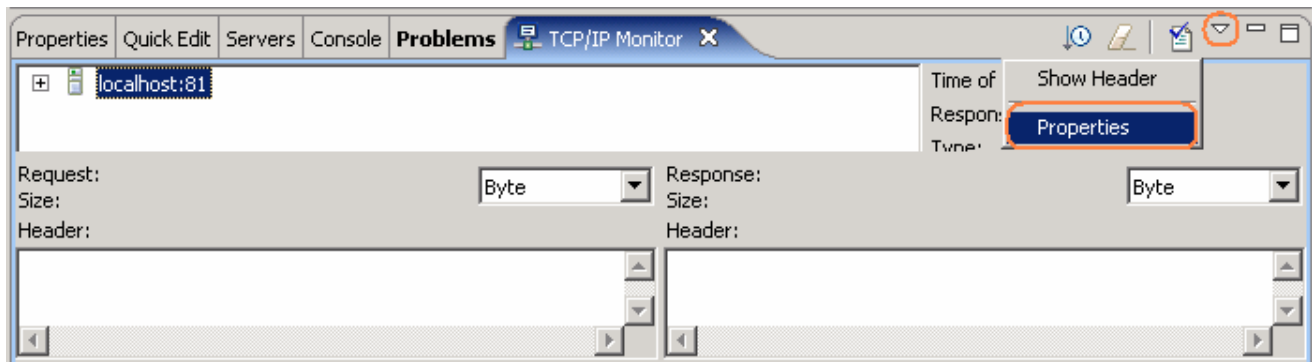 Properties Quick Edit Servers Console Problems TCP/IP Monitor
localhost:81
Time of
Respon
Type:
Show Header
Properties
Request:
Size:
Byte
Header:
Response:
Size:
Byte
Header: